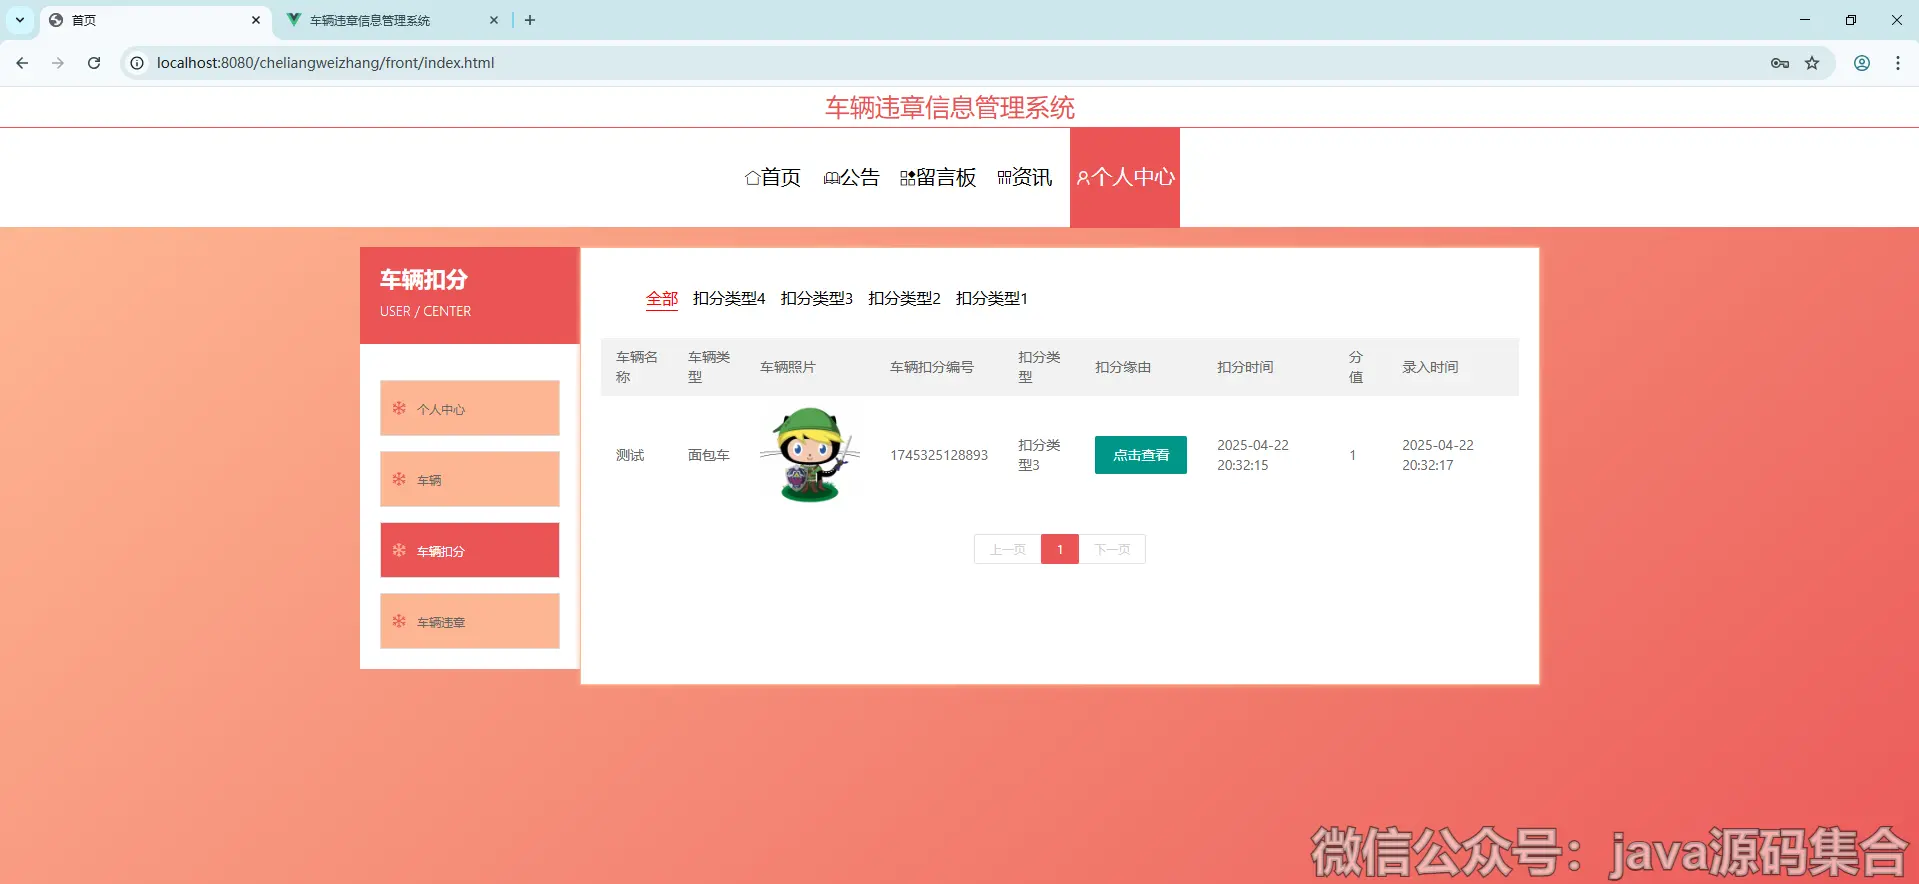 首页
车辆违章信息管理系统
localhost:8080/cheliangweizhang/front/index.html
车辆违章信息管理系统
首页 公告 留言板 资讯 个人中心
车辆扣分
USER / CENTER
个人中心
车辆
车辆扣分
车辆违章
全部 扣分类型4 扣分类型3 扣分类型2 扣分类型1
车辆名称 车辆类型 车辆照片 车辆扣分编号 扣分类型 扣分缘由 扣分时间 分值 录入时间
测试 面包车 1745325128893 扣分类型3 点击查看 2025-04-22 20:32:15 1 2025-04-22 20:32:17
上一页 1 下一页
微信公众号：java源码集合